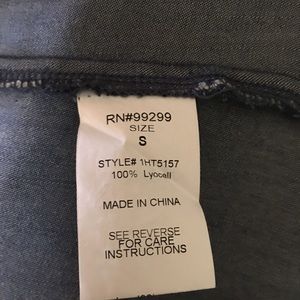 RN#99299
SIZE
S
STYLE# 1HT5157
100% Lyocell
MADE IN CHINA
SEE REVERSE
FOR CARE
INSTRUCTIONS